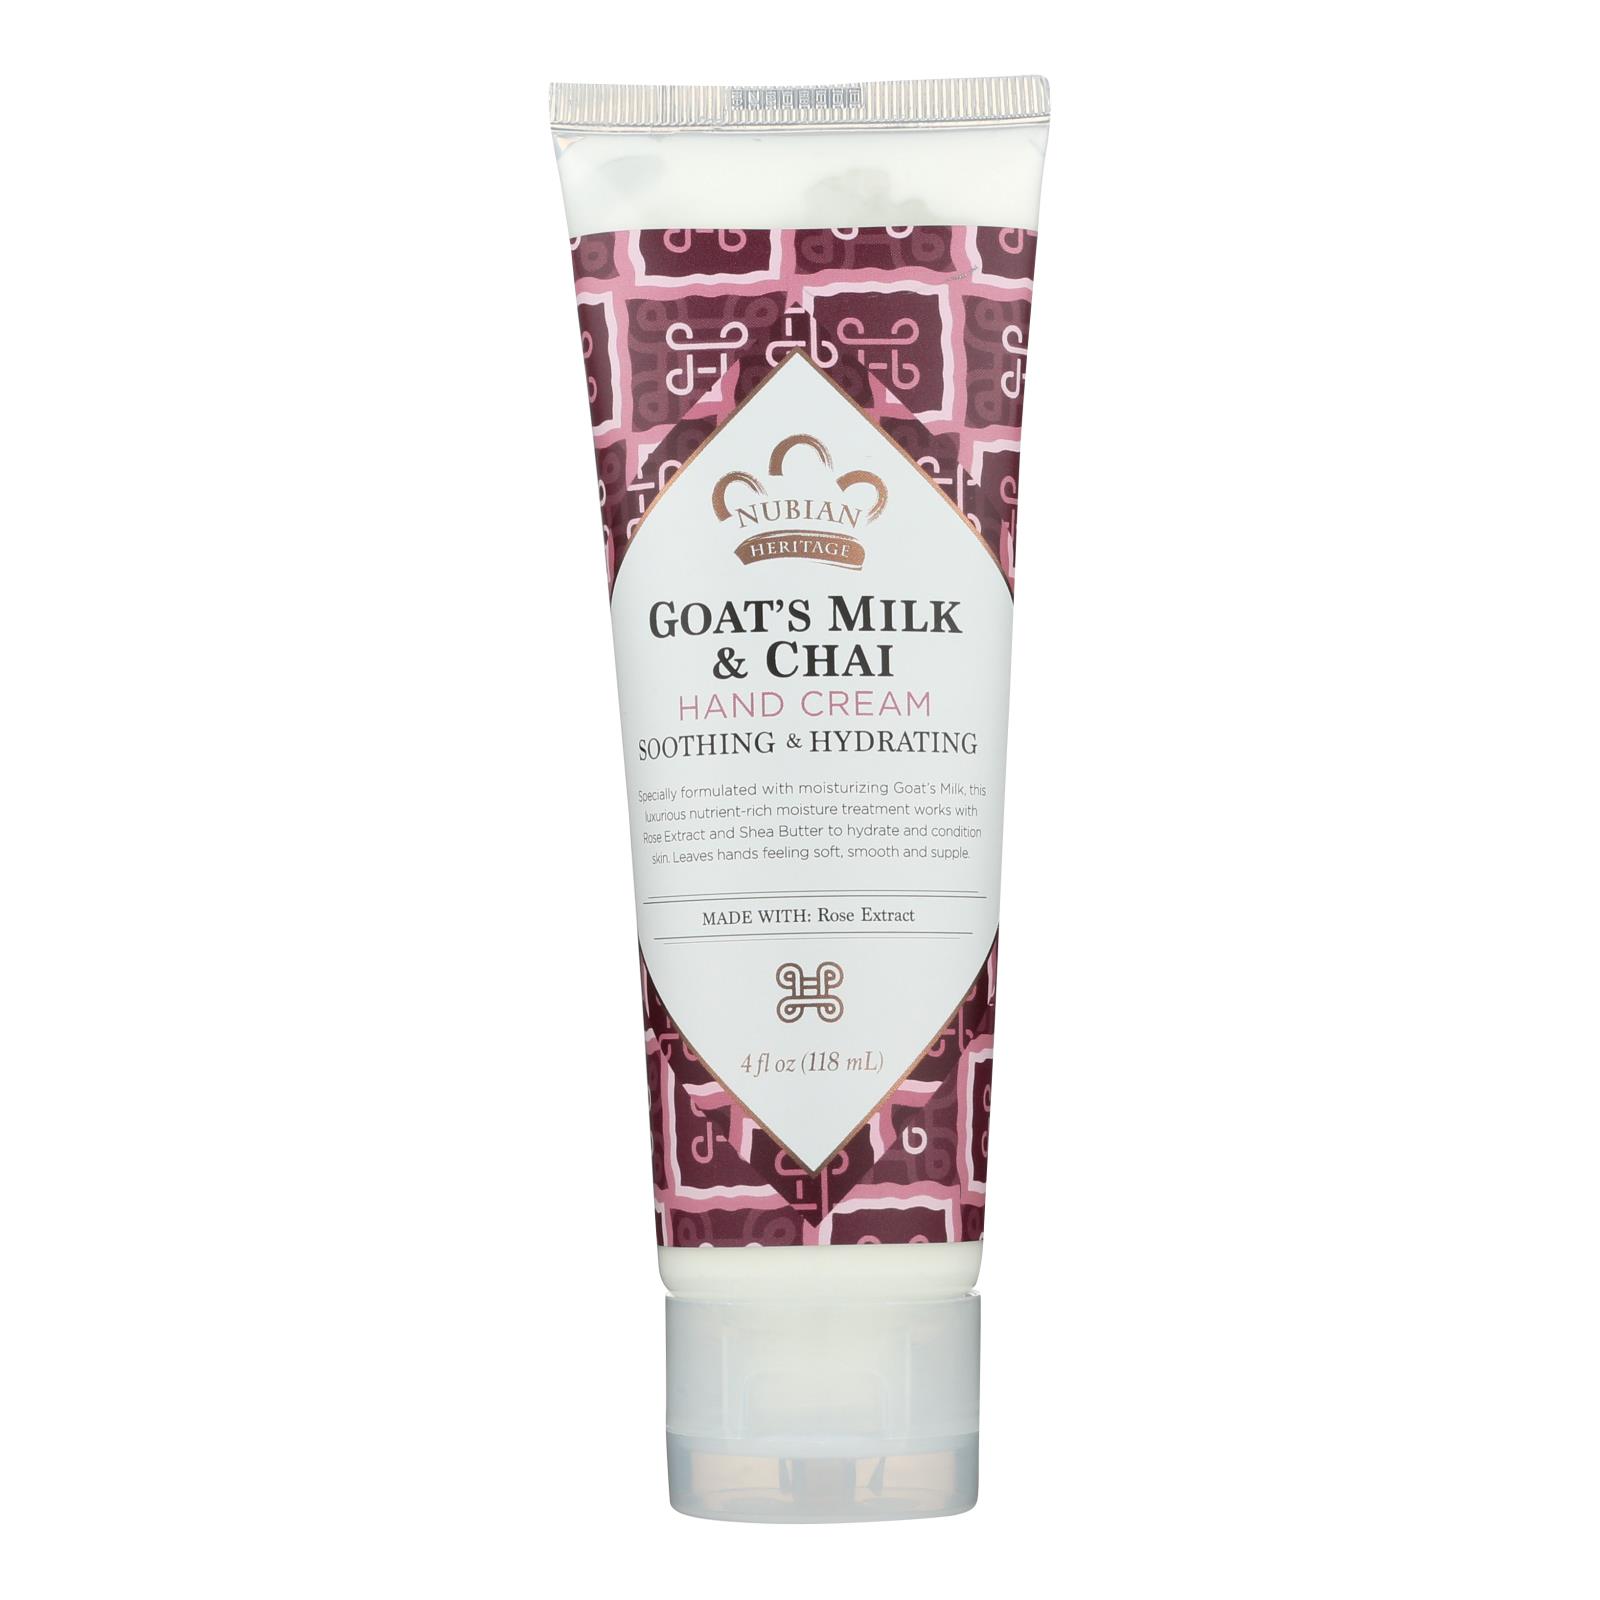 NUBIAN
HERITAGE
GOAT'S MILK
& CHAI
HAND CREAM
SOOTHING & HYDRATING
Specially formulated with moisturizing Goat's Milk, this
luxurious nutrient-rich moisture treatment works with
Rose Extract and Shea Butter to hydrate and condition
skin. Leaves hands feeling soft, smooth and supple.
MADE WITH: Rose Extract
4 fl oz (118 mL)